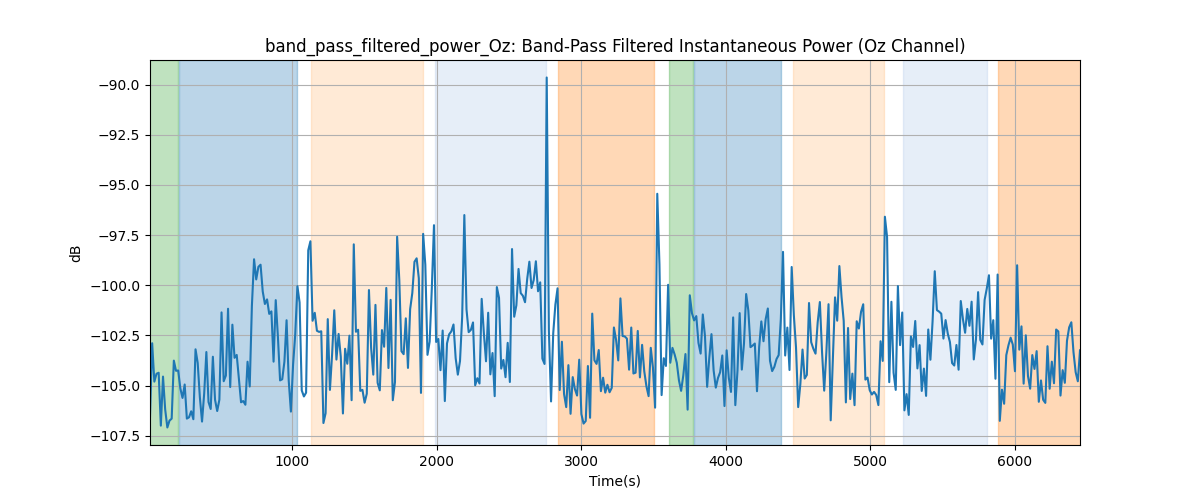 band_pass_filtered_power_Oz: Band-Pass Filtered Instantaneous Power (Oz Channel)
−90.0
−92.5
−95.0
−97.5
−100.0
−102.5
−105.0
−107.5
dB
1000 2000 3000 4000 5000 6000
Time(s)